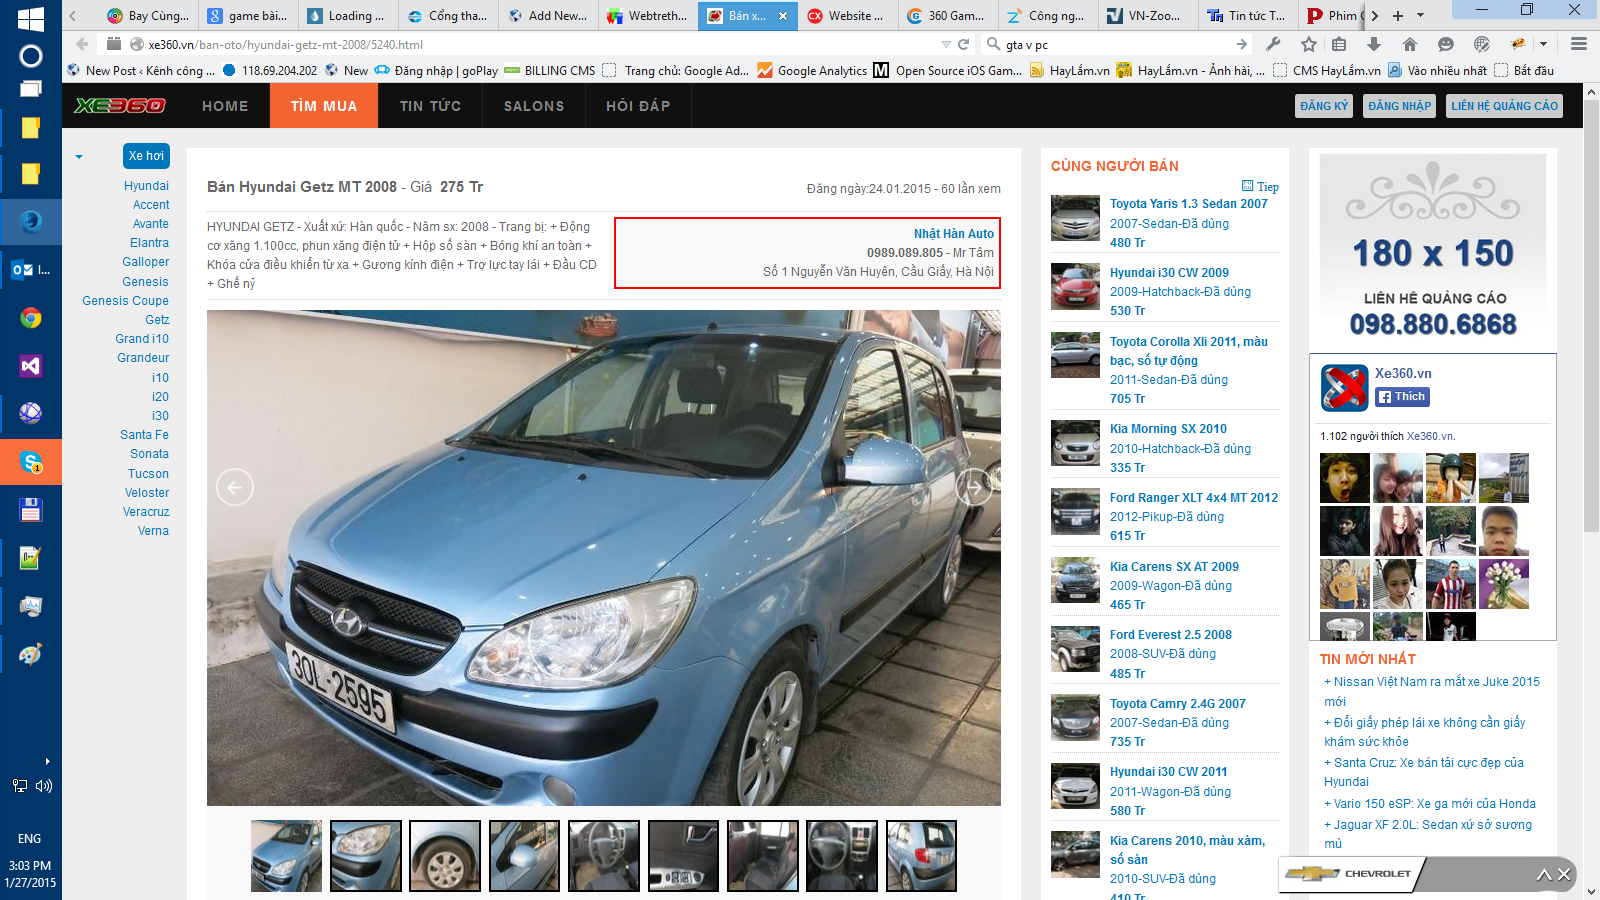 Bay Cùng...
game bài...
Loading ...
Cổng tha...
Add New...
Webtreth...
Bán x...
Website ...
360 Gam...
Công ng...
VN-Zoo...
Tin tức T...
Phim
xe360.vn/ban-oto/hyundai-getz-mt-2008/5240.html
gta v pc
New Post ‹ Kênh công ...
118.69.204.202
New
Đăng nhập | goPlay
BILLING CMS
Trang chủ: Google Ad...
Google Analytics
Open Source iOS Gam...
HayLắm.vn
HayLắm.vn - Ảnh hài, ...
CMS HayLắm.vn
Vào nhiều nhất
Bắt đầu
XE360
HOME
TÌM MUA
TIN TỨC
SALONS
HỎI ĐÁP
ĐĂNG KÝ
ĐĂNG NHẬP
LIÊN HỆ QUẢNG CÁO
Xe hơi
Hyundai
Accent
Avante
Elantra
Galloper
Genesis
Genesis Coupe
Getz
Grand i10
Grandeur
i10
i20
i30
Santa Fe
Sonata
Tucson
Veloster
Veracruz
Verna
Bán Hyundai Getz MT 2008 - Giá 275 Tr
Đăng ngày:24.01.2015 - 60 lần xem
HYUNDAI GETZ - Xuất xứ: Hàn quốc - Năm sx: 2008 - Trang bị: + Động
cơ xăng 1.100cc, phun xăng điện tử + Hộp số sàn + Bóng khí an toàn +
Khóa cửa điều khiển từ xa + Gương kính điện + Trợ lực tay lái + Đầu CD
+ Ghế nỷ
Nhật Hàn Auto
0989.089.805 - Mr Tâm
Số 1 Nguyễn Văn Huyên, Cầu Giấy, Hà Nội
30L-2595
CÙNG NGƯỜI BÁN
Tiep
Toyota Yaris 1.3 Sedan 2007
2007-Sedan-Đã dùng
480 Tr
Hyundai i30 CW 2009
2009-Hatchback-Đã dùng
530 Tr
Toyota Corolla Xli 2011, màu
bạc, số tự động
2011-Sedan-Đã dùng
705 Tr
Kia Morning SX 2010
2010-Hatchback-Đã dùng
335 Tr
Ford Ranger XLT 4x4 MT 2012
2012-Pikup-Đã dùng
615 Tr
Kia Carens SX AT 2009
2009-Wagon-Đã dùng
465 Tr
Ford Everest 2.5 2008
2008-SUV-Đã dùng
485 Tr
Toyota Camry 2.4G 2007
2007-Sedan-Đã dùng
735 Tr
Hyundai i30 CW 2011
2011-Wagon-Đã dùng
580 Tr
Kia Carens 2010, màu xám,
số sàn
2010-SUV-Đã dùng
410 Tr
180 x 150
LIÊN HỆ QUẢNG CÁO
098.880.6868
Xe360.vn
Thích
1.102 người thích Xe360.vn.
TIN MỚI NHẤT
+ Nissan Việt Nam ra mắt xe Juke 2015
mới
+ Đổi giấy phép lái xe không cần giấy
khám sức khỏe
+ Santa Cruz: Xe bán tải cực đẹp của
Hyundai
+ Vario 150 eSP: Xe ga mới của Honda
+ Jaguar XF 2.0L: Sedan xứ sở sương
mù
CHEVROLET
I...
1
ENG
3:03 PM
1/27/2015